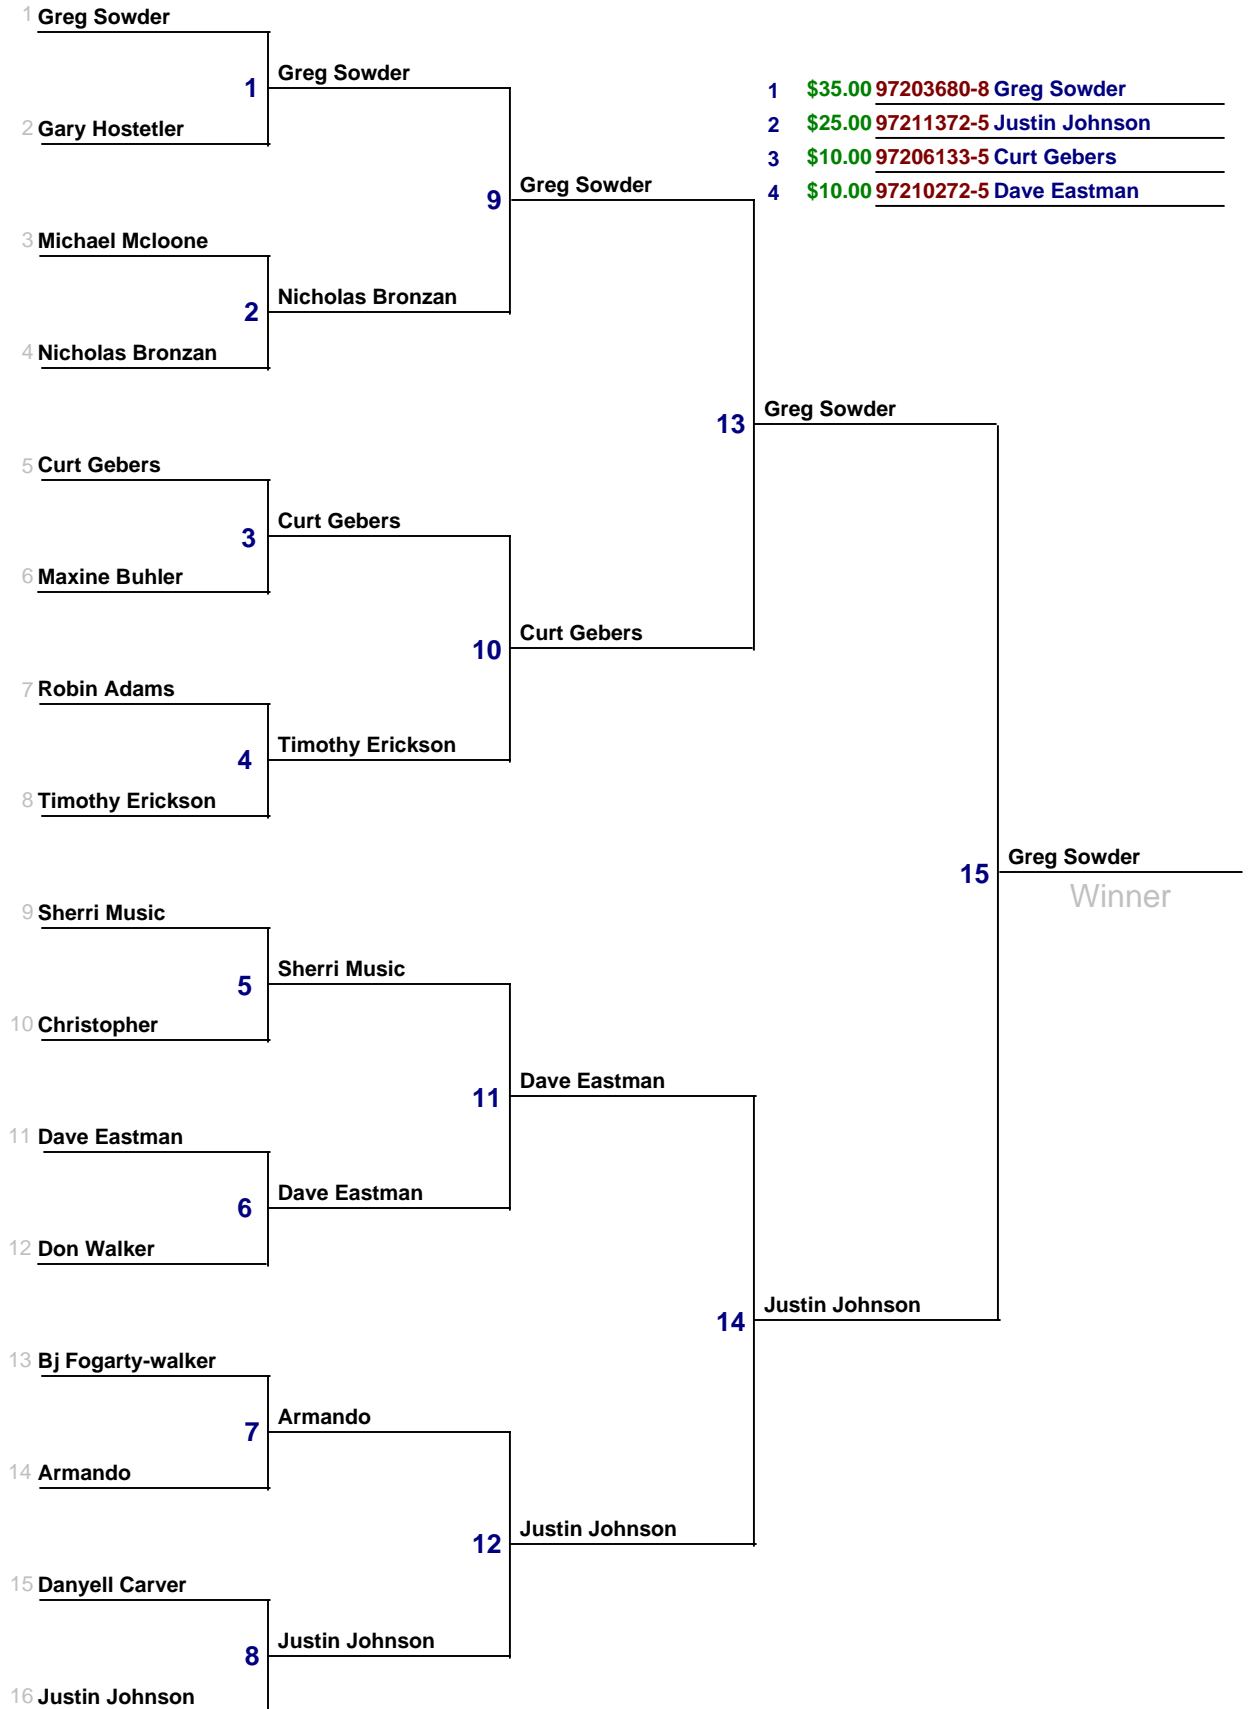 1 Greg Sowder
1 Greg Sowder
1 $35.00 97203680-8 Greg Sowder
2 Gary Hostetler
2 $25.00 97211372-5 Justin Johnson
3 $10.00 97206133-5 Curt Gebers
9 Greg Sowder
4 $10.00 97210272-5 Dave Eastman
3 Michael Mcloone
2 Nicholas Bronzan
4 Nicholas Bronzan
13 Greg Sowder
5 Curt Gebers
3 Curt Gebers
6 Maxine Buhler
10 Curt Gebers
7 Robin Adams
4 Timothy Erickson
8 Timothy Erickson
15 Greg Sowder
Winner
9 Sherri Music
5 Sherri Music
10 Christopher
11 Dave Eastman
11 Dave Eastman
6 Dave Eastman
12 Don Walker
14 Justin Johnson
13 Bj Fogarty-walker
7 Armando
14 Armando
12 Justin Johnson
15 Danyell Carver
8 Justin Johnson
16 Justin Johnson